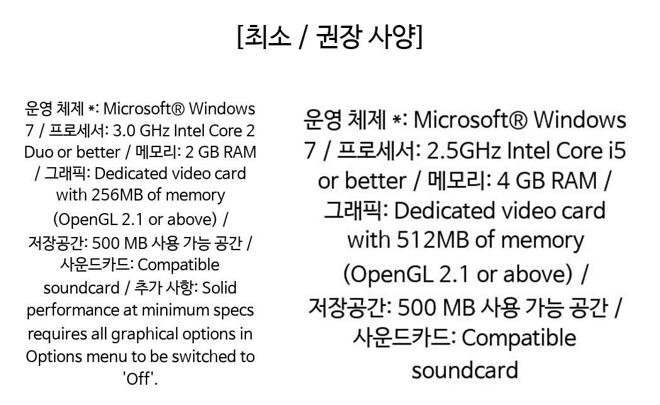 [최소 / 권장 사양]
운영 체제 *: Microsoft® Windows
7 / 프로세서: 3.0 GHz Intel Core 2
Duo or better / 메모리: 2 GB RAM
/ 그래픽: Dedicated video card
with 256MB of memory
(OpenGL 2.1 or above) /
저장공간: 500 MB 사용 가능 공간 /
사운드카드: Compatible
soundcard / 추가 사항: Solid
performance at minimum specs
requires all graphical options in
Options menu to be switched to
'Off'.
운영 체제 *: Microsoft® Windows
7 / 프로세서: 2.5GHz Intel Core i5
or better / 메모리: 4 GB RAM /
그래픽: Dedicated video card
with 512MB of memory
(OpenGL 2.1 or above) /
저장공간: 500 MB 사용 가능 공간 /
사운드카드: Compatible
soundcard